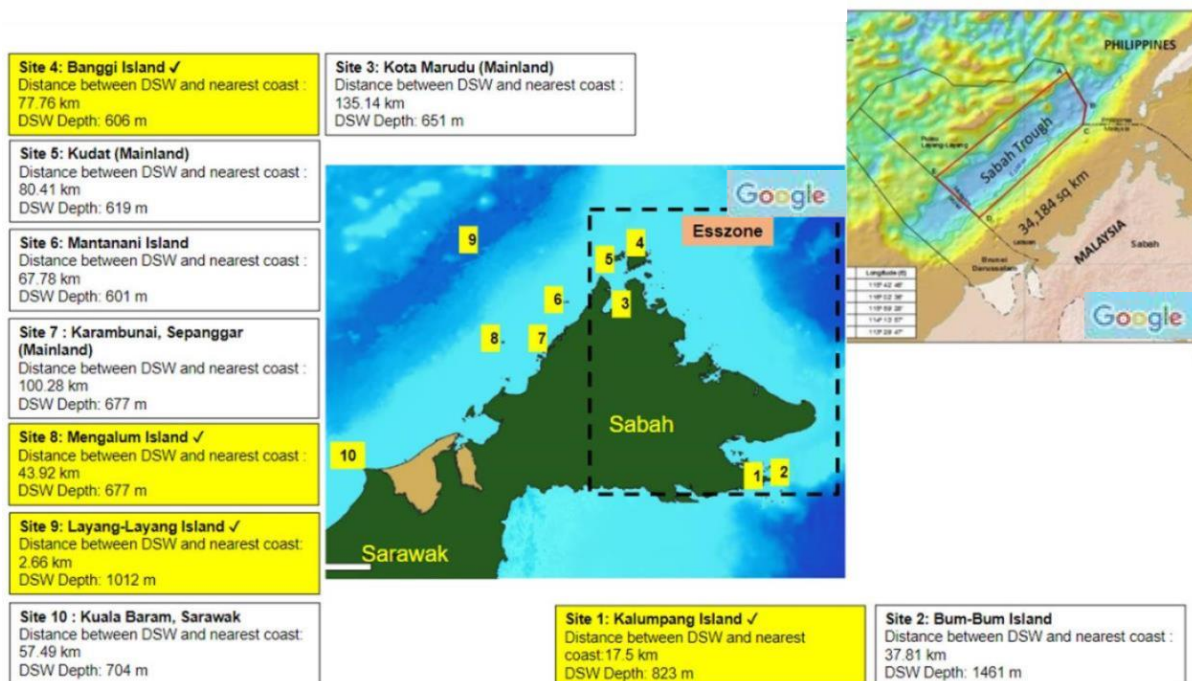 Site 4: Banggi Island ✓
Distance between DSW and nearest coast :
77.76 km
DSW Depth: 606 m
Site 3: Kota Marudu (Mainland)
Distance between DSW and nearest coast :
135.14 km
DSW Depth: 651 m
Site 5: Kudat (Mainland)
Distance between DSW and nearest coast :
80.41 km
DSW Depth: 619 m
Site 6: Mantanani Island
Distance between DSW and nearest coast :
67.78 km
DSW Depth: 601 m
Site 7 : Karambunai, Sepanggar
(Mainland)
Distance between DSW and nearest coast :
100.28 km
DSW Depth: 677 m
Site 8: Mengalum Island ✓
Distance between DSW and nearest coast :
43.92 km
DSW Depth: 677 m
Site 9: Layang-Layang Island ✓
Distance between DSW and nearest coast:
2.66 km
DSW Depth: 1012 m
Site 10 : Kuala Baram, Sarawak
Distance between DSW and nearest coast:
57.49 km
DSW Depth: 704 m
Google
Esszone
9
4
5
6
3
8
7
Sabah
10
1
2
Sarawak
PHILIPPINES
A
B
C
Pulau
Layang-Layang
Sabah Trough
34,184 sq km
MALAYSIA
Sabah
Brunei
Darussalam
Google
Site 1: Kalumpang Island ✓
Distance between DSW and nearest
coast:17.5 km
DSW Depth: 823 m
Site 2: Bum-Bum Island
Distance between DSW and nearest coast :
37.81 km
DSW Depth: 1461 m